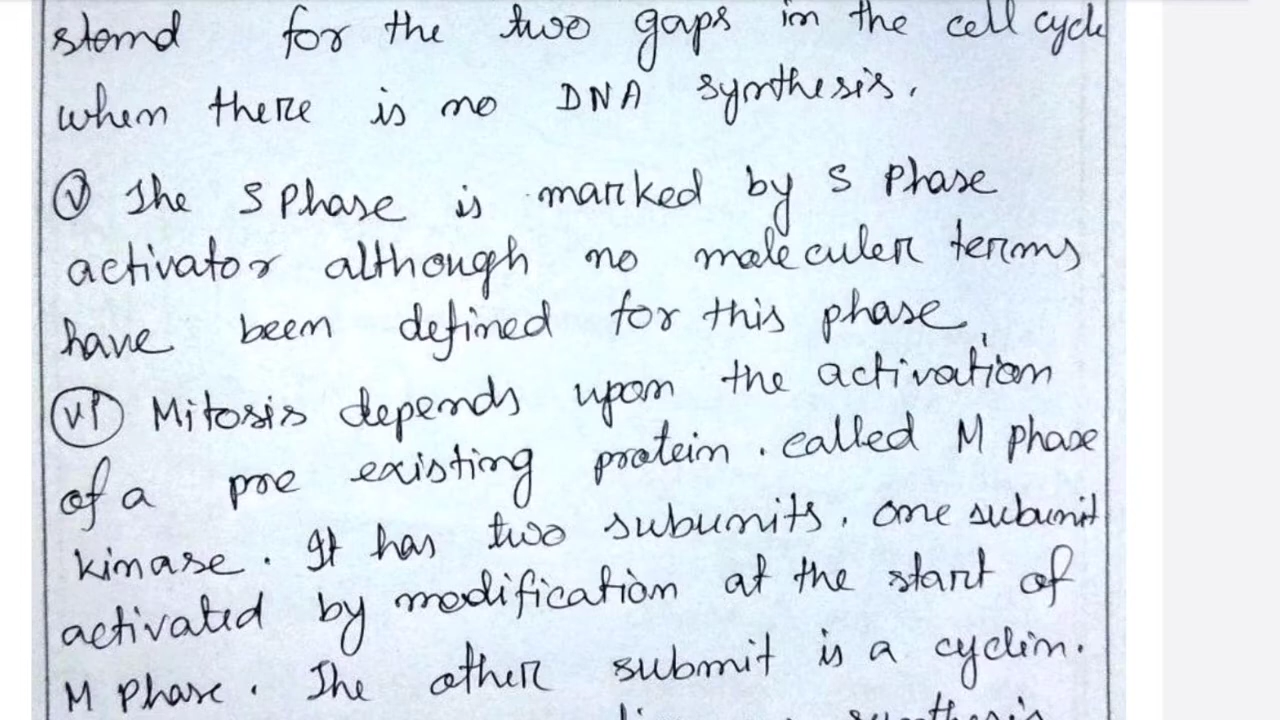 stand for the two gaps in the cell cycle
when there is no DNA synthesis.
(v) The S Phase is marked by S Phase
activator although no moleculer terms
have been defined for this phase.
(vi) Mitosis depends upon the activation
of a pre existing protein. called M phase
kinase. It has two subunits. one subunit
activated by modification at the start of
M Phase. The other submit is a cyclin.
synthesis